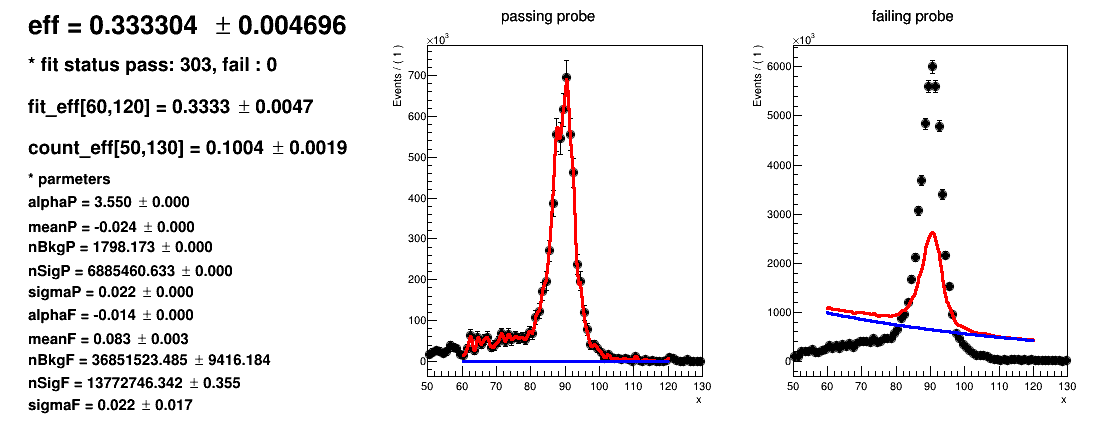 eff = 0.333304 ± 0.004696
* fit status pass: 303, fail : 0
fit_eff[60,120] = 0.3333 ± 0.0047
count_eff[50,130] = 0.1004 ± 0.0019
* parmeters
alphaP = 3.550 ± 0.000
meanP = -0.024 ± 0.000
nBkgP = 1798.173 ± 0.000
nSigP = 6885460.633 ± 0.000
sigmaP = 0.022 ± 0.000
alphaF = -0.014 ± 0.000
meanF = 0.083 ± 0.003
nBkgF = 36851523.485 ± 9416.184
nSigF = 13772746.342 ± 0.355
sigmaF = 0.022 ± 0.017
passing probe
×10³
Events / ( 1 )
700
600
500
400
300
200
100
0
50 60 70 80 90 100 110 120 130
x
failing probe
×10³
Events / ( 1 )
6000
5000
4000
3000
2000
1000
0
50 60 70 80 90 100 110 120 130
x